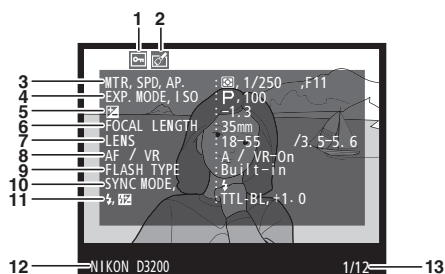 1 2
3 MTR, SPD, AP. : , 1/250 , F11
4 EXP. MODE, ISO : P, 100
5 : -1.3
6 FOCAL LENGTH : 35mm
7 LENS : 18-55 /3.5-5.6
8 AF / VR : A / VR-On
9 FLASH TYPE : Built-in
10 SYNC MODE, :
11 , : TTL-BL, +1.0
12 NIKON D3200 1/12 13